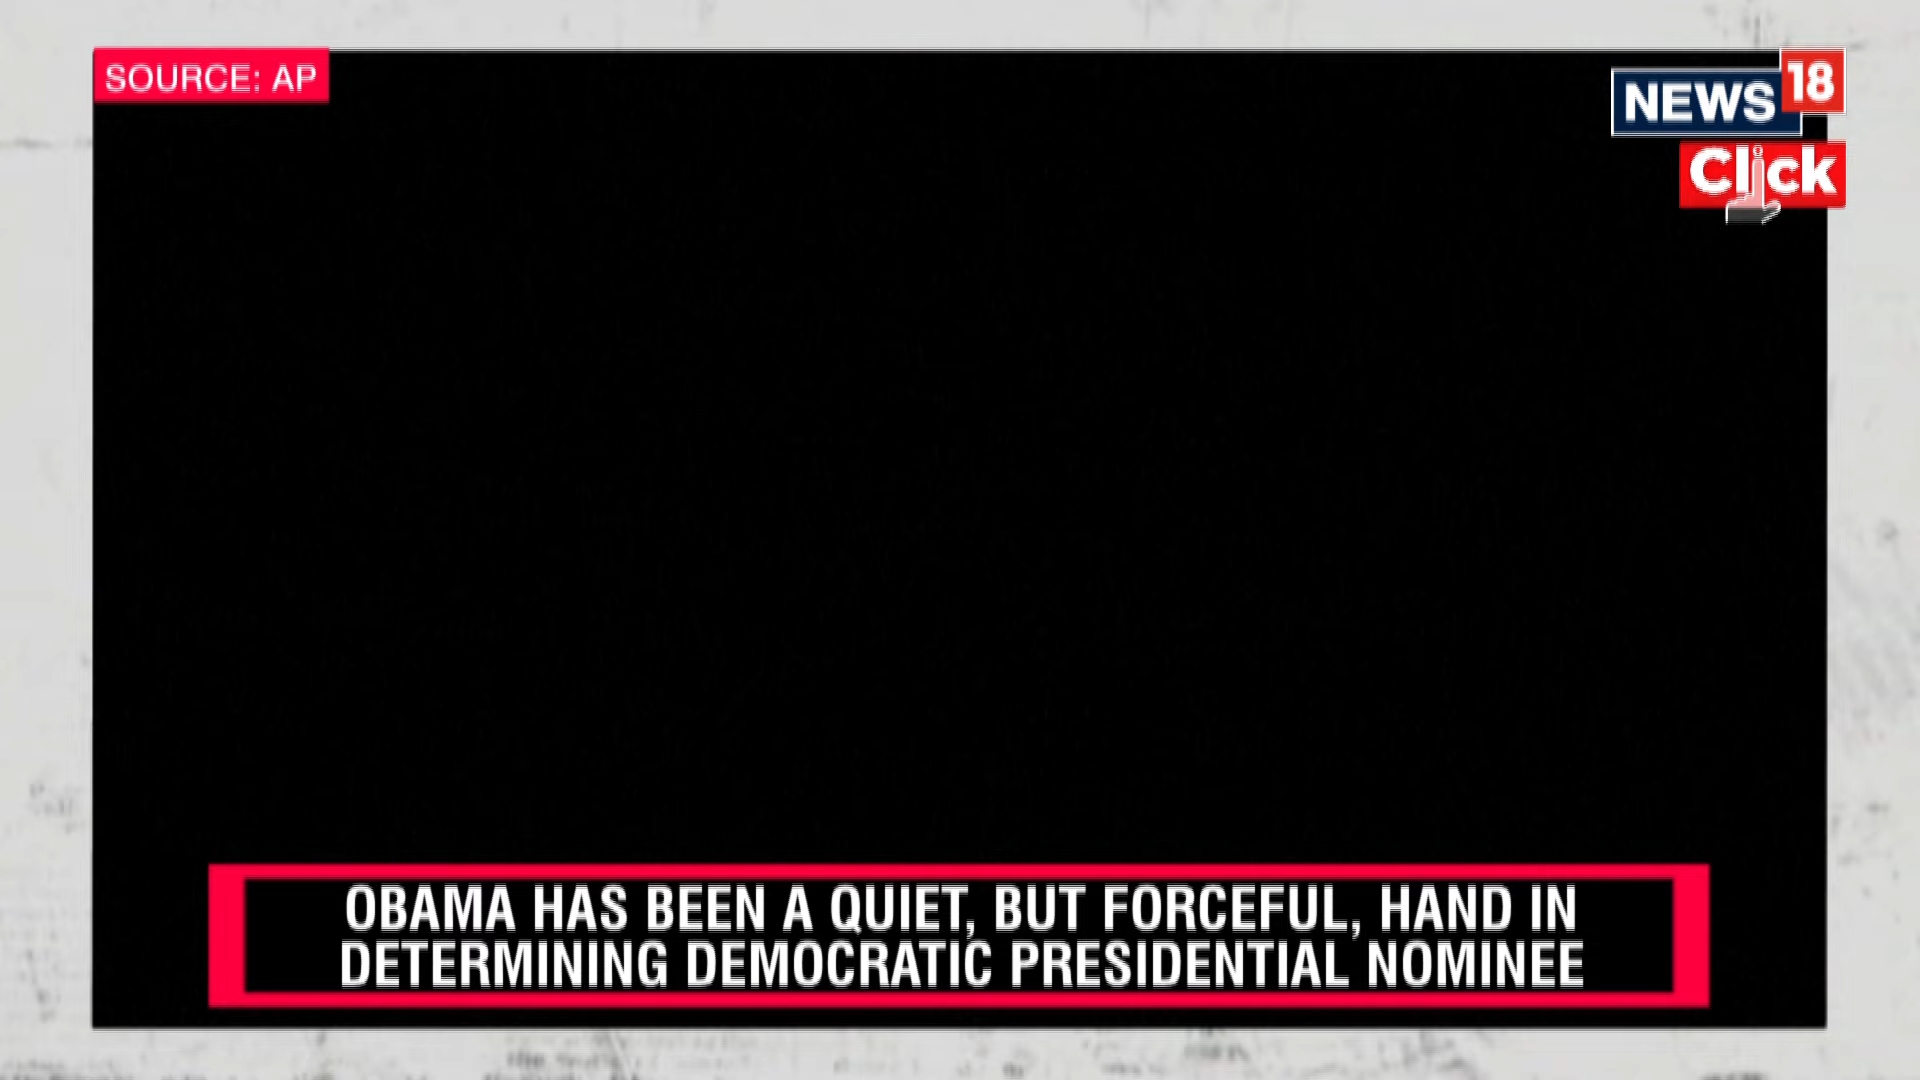 SOURCE: AP
NEWS 18
Click
OBAMA HAS BEEN A QUIET, BUT FORCEFUL, HAND IN
DETERMINING DEMOCRATIC PRESIDENTIAL NOMINEE